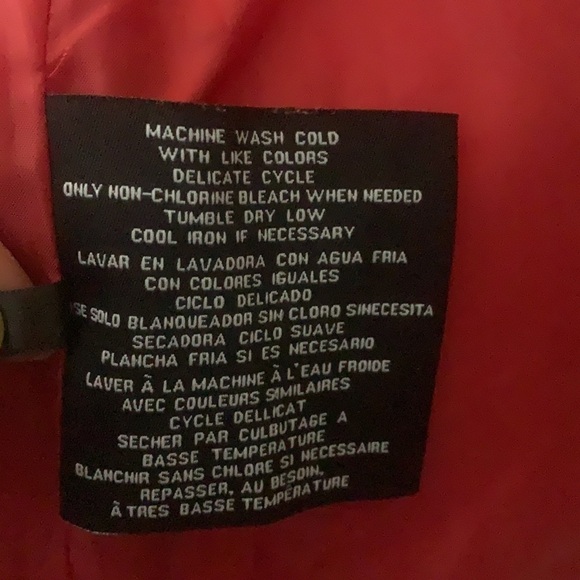 MACHINE WASH COLD
WITH LIKE COLORS
DELICATE CYCLE
ONLY NON-CHLORINE BLEACH WHEN NEEDED
TUMBLE DRY LOW
COOL IRON IF NECESSARY
LAVAR EN LAVADORA CON AGUA FRIA
CON COLORES IGUALES
CICLO DELICADO
SE SOLO BLANQUEADOR SIN CLORO SINECESITA
SECADORA CICLO SUAVE
PLANCHA FRIA SI ES NECESARIO
LAVER Ã LA MACHINE À L'EAU FROIDE
AVEC COULEURS SIMILAIRES
CYCLE DELLICAT
SECHER PAR CULBUTAGE A
BASSE TEMPERATURE
BLANCHIR SANS CHLORE SI NECESSAIRE
REPASSER, AU BESOIN,
À TRES BASSE TEMPÉRATURE